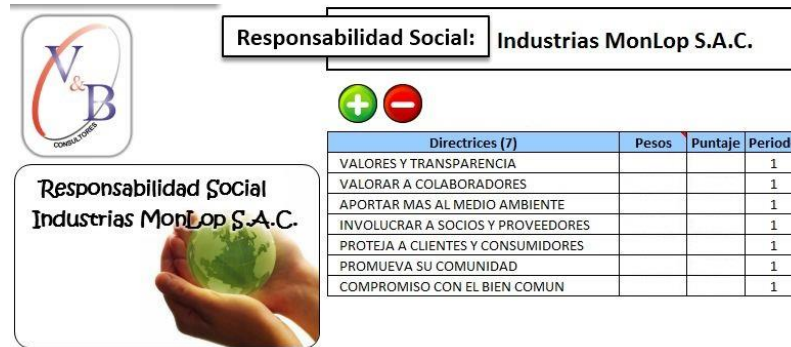 V&B
CONSULTORES
Responsabilidad Social: Industrias MonLop S.A.C.
Responsabilidad Social
Industrias MonLop S.A.C.
Directrices (7) Pesos Puntaje Period
VALORES Y TRANSPARENCIA 1
VALORAR A COLABORADORES 1
APORTAR MAS AL MEDIO AMBIENTE 1
INVOLUCRAR A SOCIOS Y PROVEEDORES 1
PROTEJA A CLIENTES Y CONSUMIDORES 1
PROMUEVA SU COMUNIDAD 1
COMPROMISO CON EL BIEN COMUN 1